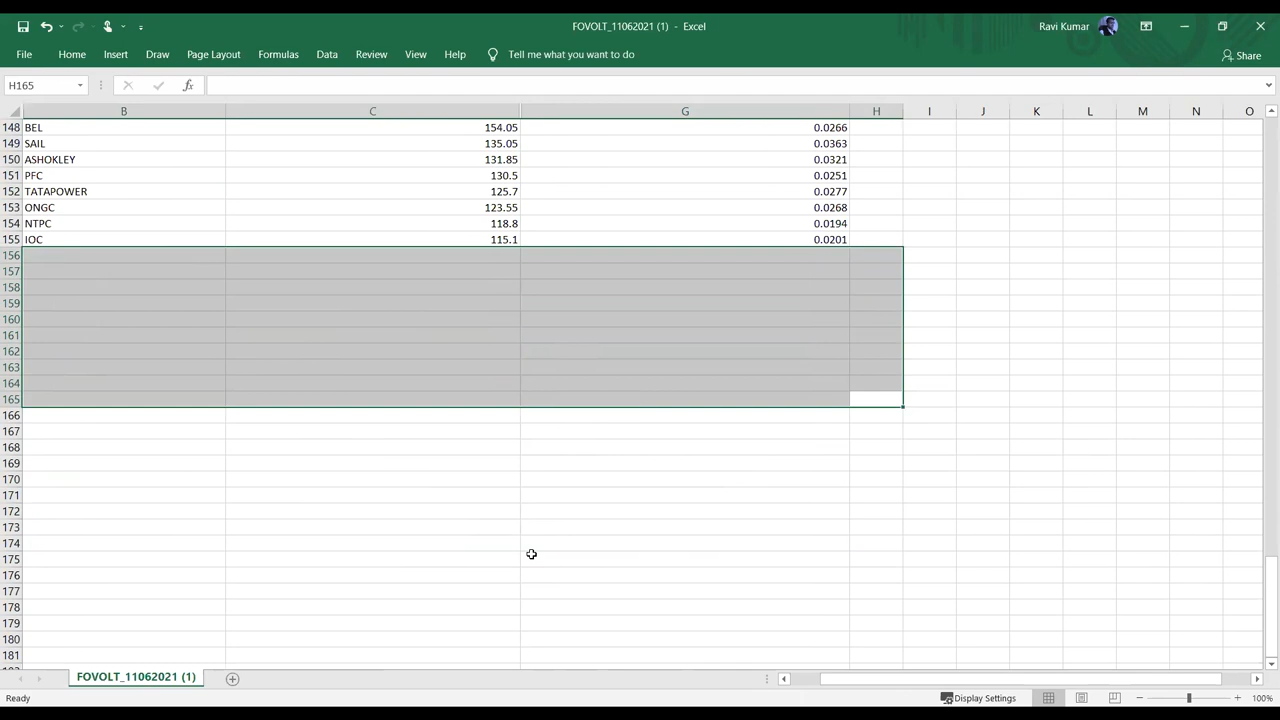 FOVOLT_11062021 (1) - Excel
Ravi Kumar
File Home Insert Draw Page Layout Formulas Data Review View Help Tell me what you want to do Share
H165 fx
B C G H I J K L M N O
148 BEL 154.05 0.0266
149 SAIL 135.05 0.0363
150 ASHOKLEY 131.85 0.0321
151 PFC 130.5 0.0251
152 TATAPOWER 125.7 0.0277
153 ONGC 123.55 0.0268
154 NTPC 118.8 0.0194
155 IOC 115.1 0.0201
156
157
158
159
160
161
162
163
164
165
166
167
168
169
170
171
172
173
174
175
176
177
178
179
180
181
FOVOLT_11062021 (1)
Ready Display Settings 100%